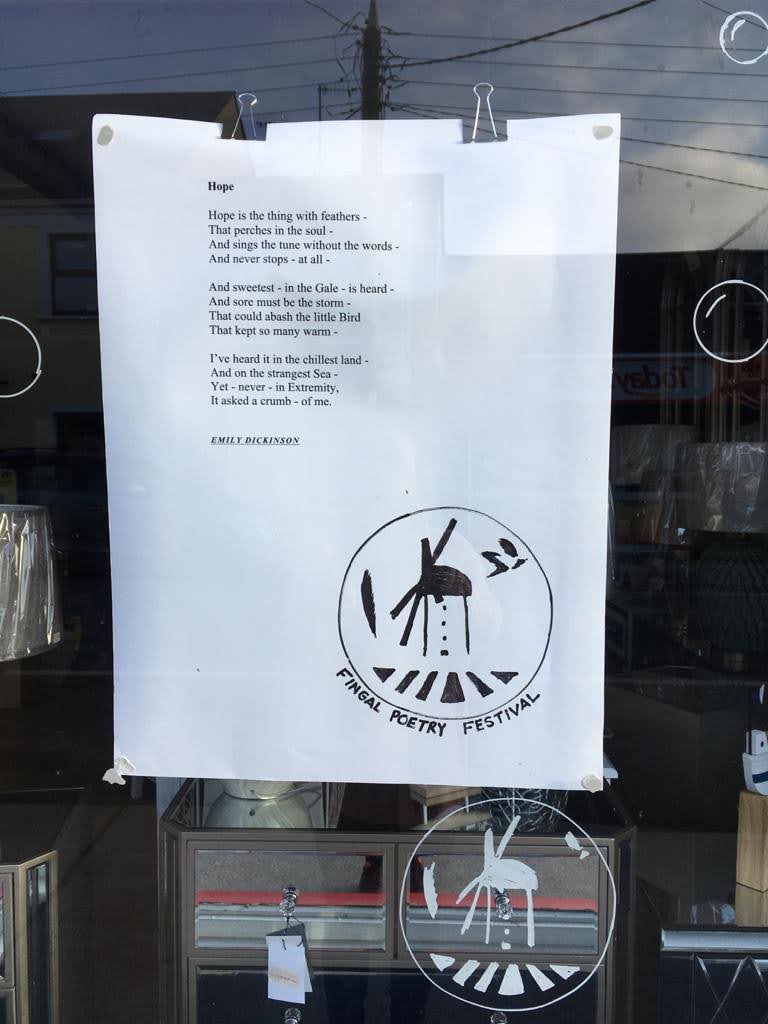 Hope
Hope is the thing with feathers -
That perches in the soul -
And sings the tune without the words -
And never stops - at all -
And sweetest - in the Gale - is heard -
And sore must be the storm -
That could abash the little Bird
That kept so many warm -
I've heard it in the chillest land -
And on the strangest Sea -
Yet - never - in Extremity,
It asked a crumb - of me.
EMILY DICKINSON
FINGAL POETRY FESTIVAL
Today